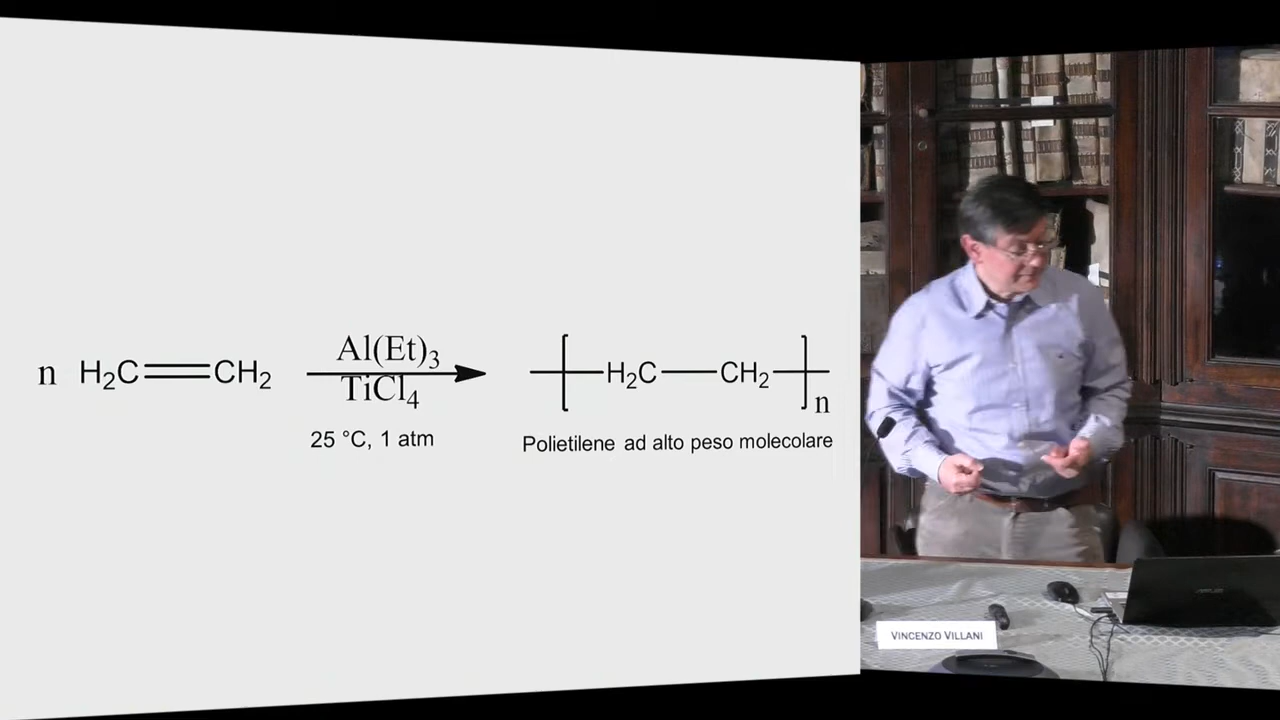 n H₂C=CH₂
Al(Et)₃
TiCl₄
25 °C, 1 atm
H₂C—CH₂
n
Polietilene ad alto peso molecolare
VINCENZO VILLANI